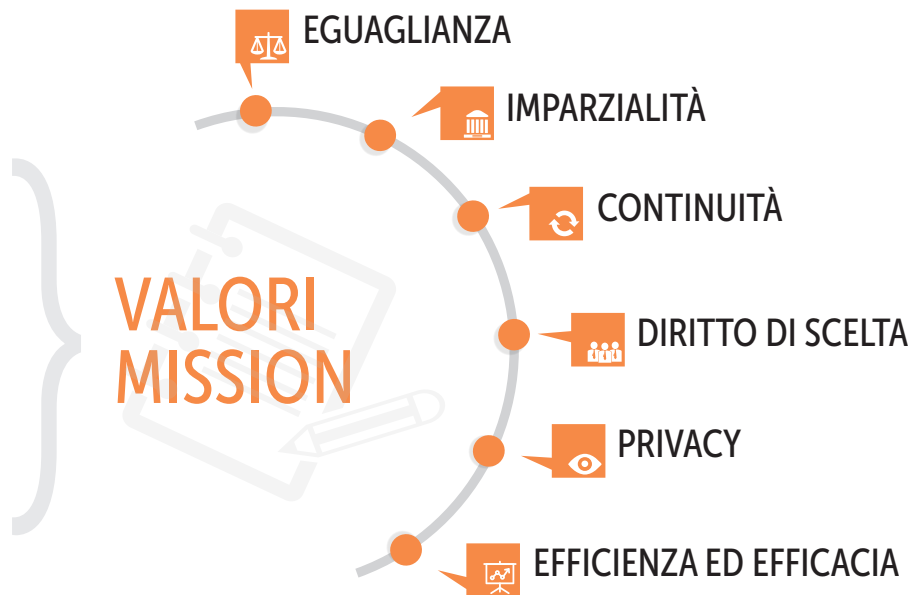 EGUAGLIANZA
IMPARZIALITÀ
CONTINUITÀ
VALORI
MISSION
DIRITTO DI SCELTA
PRIVACY
EFFICIENZA ED EFFICACIA